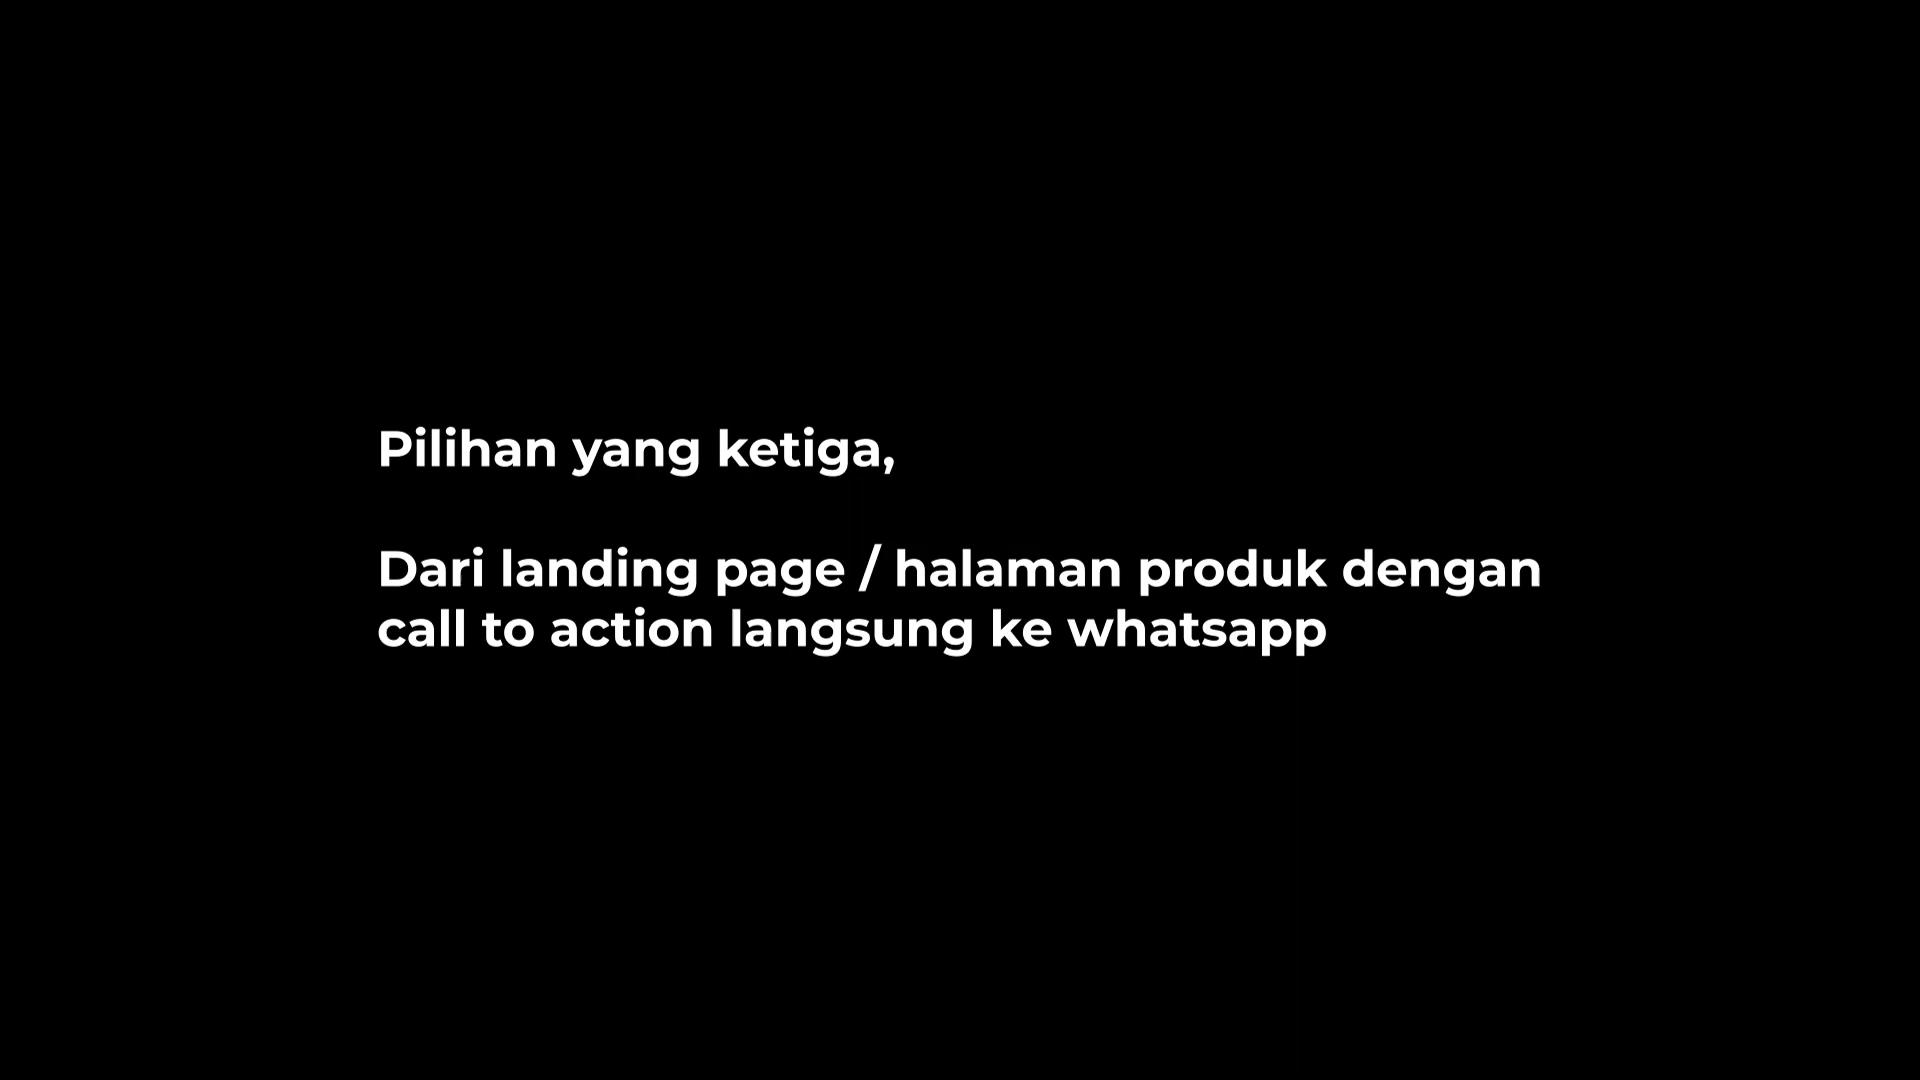 Pilihan yang ketiga,
Dari landing page / halaman produk dengan
call to action langsung ke whatsapp